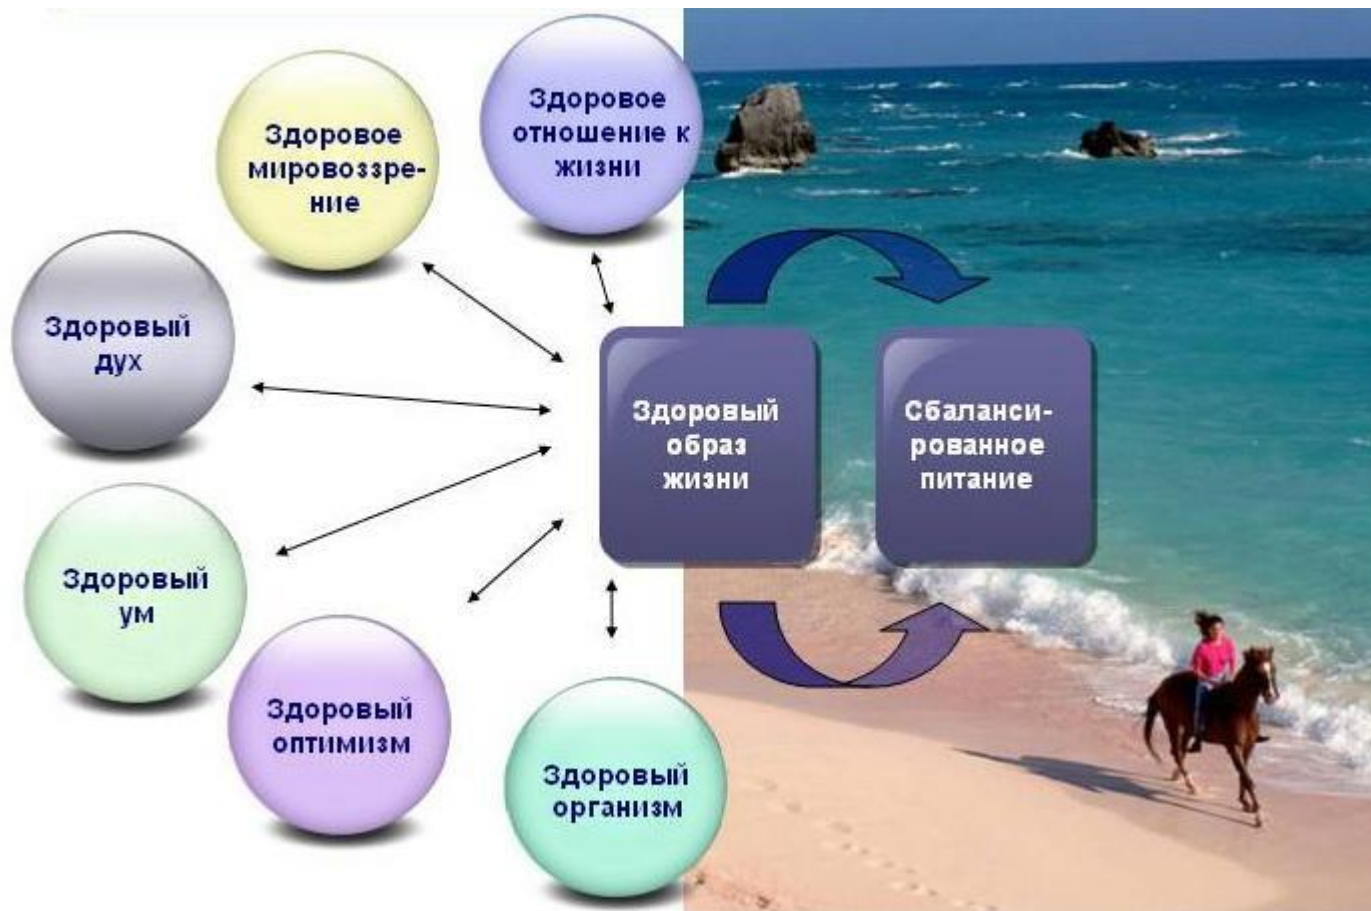 Здоровое
отношение к
жизни
Здоровое
мировоззре-
ние
Здоровый
дух
Здоровый
ум
Здоровый
оптимизм
Здоровый
организм
Здоровый
образ
жизни
Сбаланси-
рованное
питание